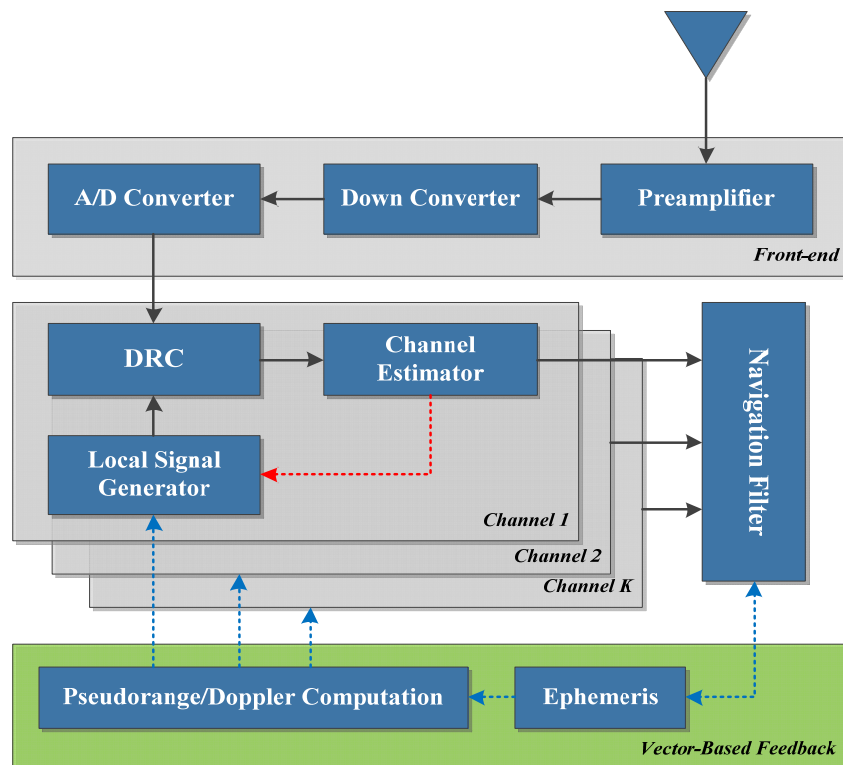 A/D Converter
Down Converter
Preamplifier
Front-end
DRC
Channel
Estimator
Local Signal
Generator
Channel 1
Channel 2
Channel K
Navigation Filter
Pseudorange/Doppler Computation
Ephemeris
Vector-Based Feedback